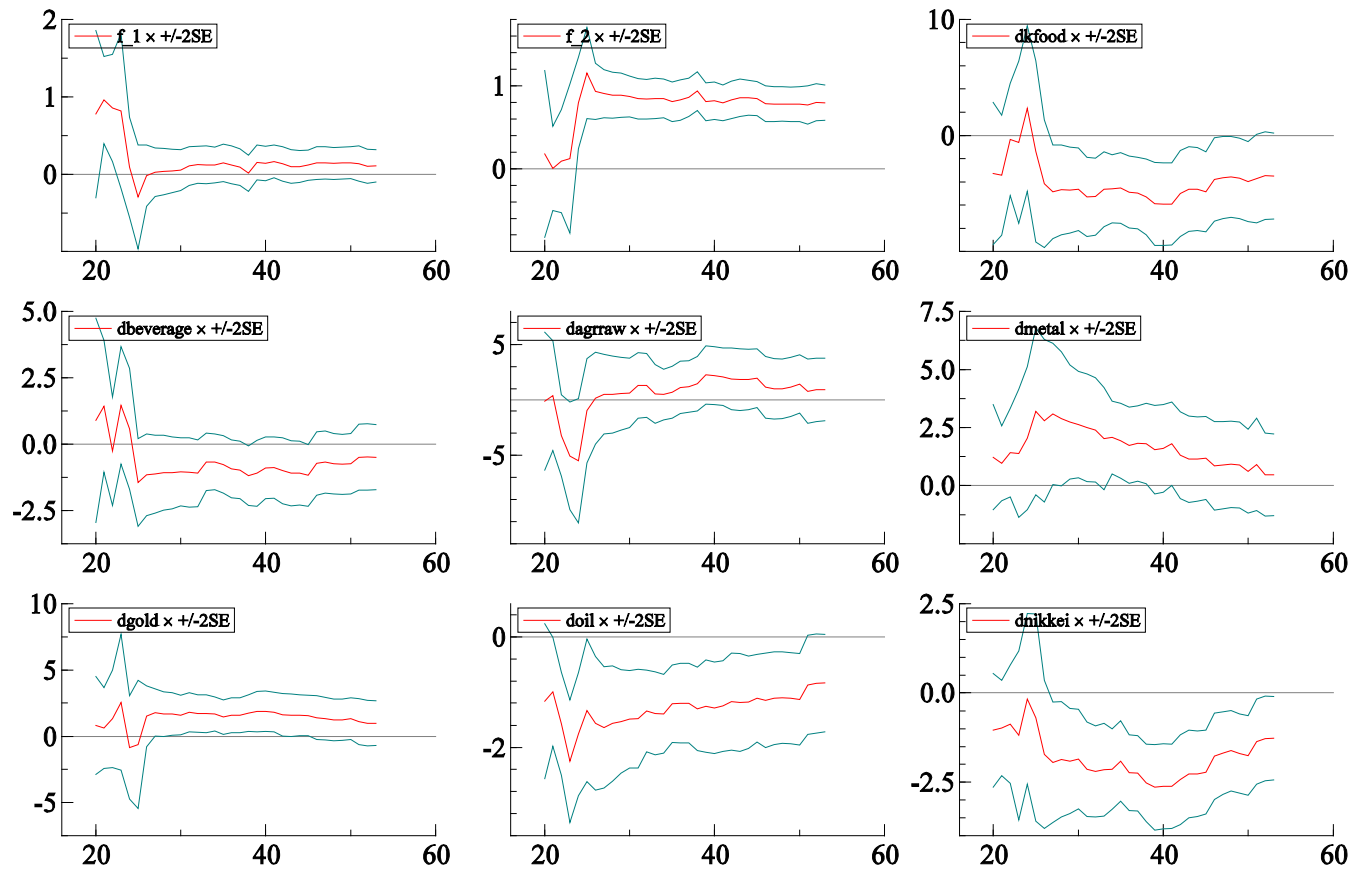 2
f_1 × +/-2SE
1
0
20 40 60
f_2 × +/-2SE
1
0
20 40 60
10
dkfood × +/-2SE
0
20 40 60
5.0
dbeverage × +/-2SE
2.5
0.0
-2.5
20 40 60
dagrraw × +/-2SE
5
-5
20 40 60
7.5
dmetal × +/-2SE
5.0
2.5
0.0
20 40 60
10
dgold × +/-2SE
5
0
-5
20 40 60
doil × +/-2SE
0
-2
20 40 60
2.5
dnikkei × +/-2SE
0.0
-2.5
20 40 60